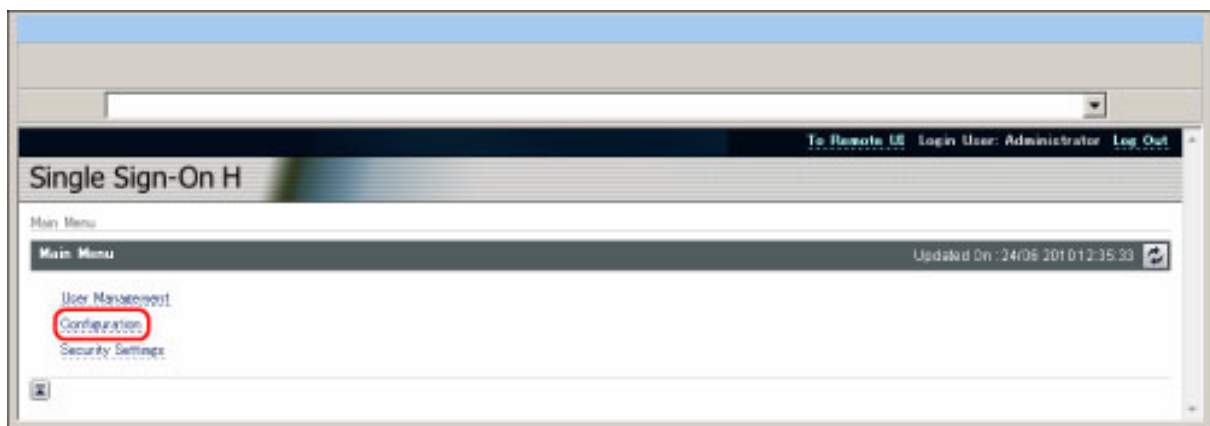 To Remote UI Login User: Administrator Log Out
Single Sign-On H
Main Menu
Main Menu Updated On : 24/06 2010 12:35:33
User Management
Configuration
Security Settings